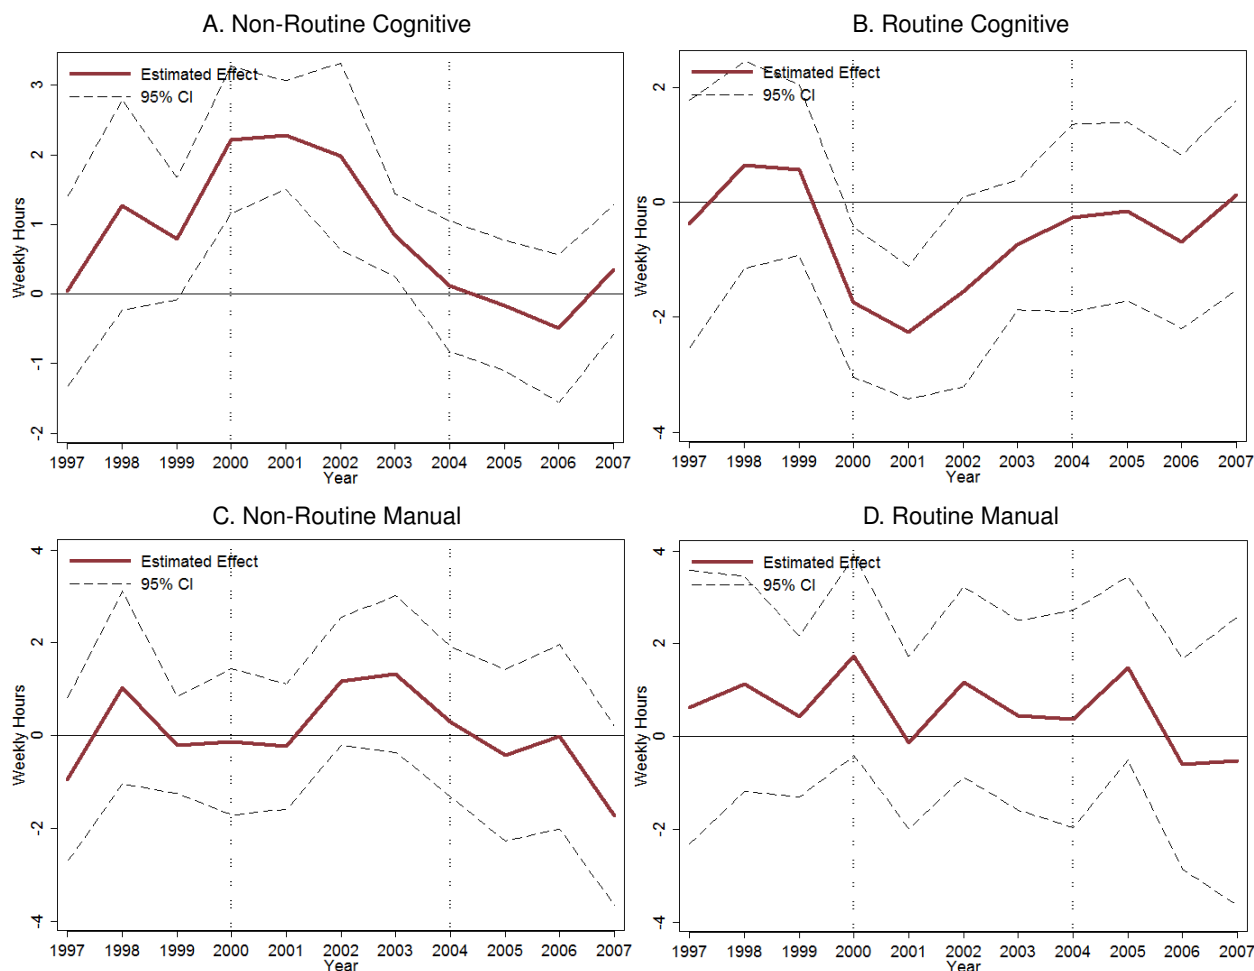 A. Non-Routine Cognitive
Estimated Effect
95% CI
3
2
1
0
-1
-2
Weekly Hours
1997 1998 1999 2000 2001 2002 2003 2004 2005 2006 2007
Year
B. Routine Cognitive
Estimated Effect
95% CI
2
0
-2
-4
Weekly Hours
1997 1998 1999 2000 2001 2002 2003 2004 2005 2006 2007
Year
C. Non-Routine Manual
Estimated Effect
95% CI
4
2
0
-2
-4
Weekly Hours
1997 1998 1999 2000 2001 2002 2003 2004 2005 2006 2007
Year
D. Routine Manual
Estimated Effect
95% CI
4
2
0
-2
-4
Weekly Hours
1997 1998 1999 2000 2001 2002 2003 2004 2005 2006 2007
Year